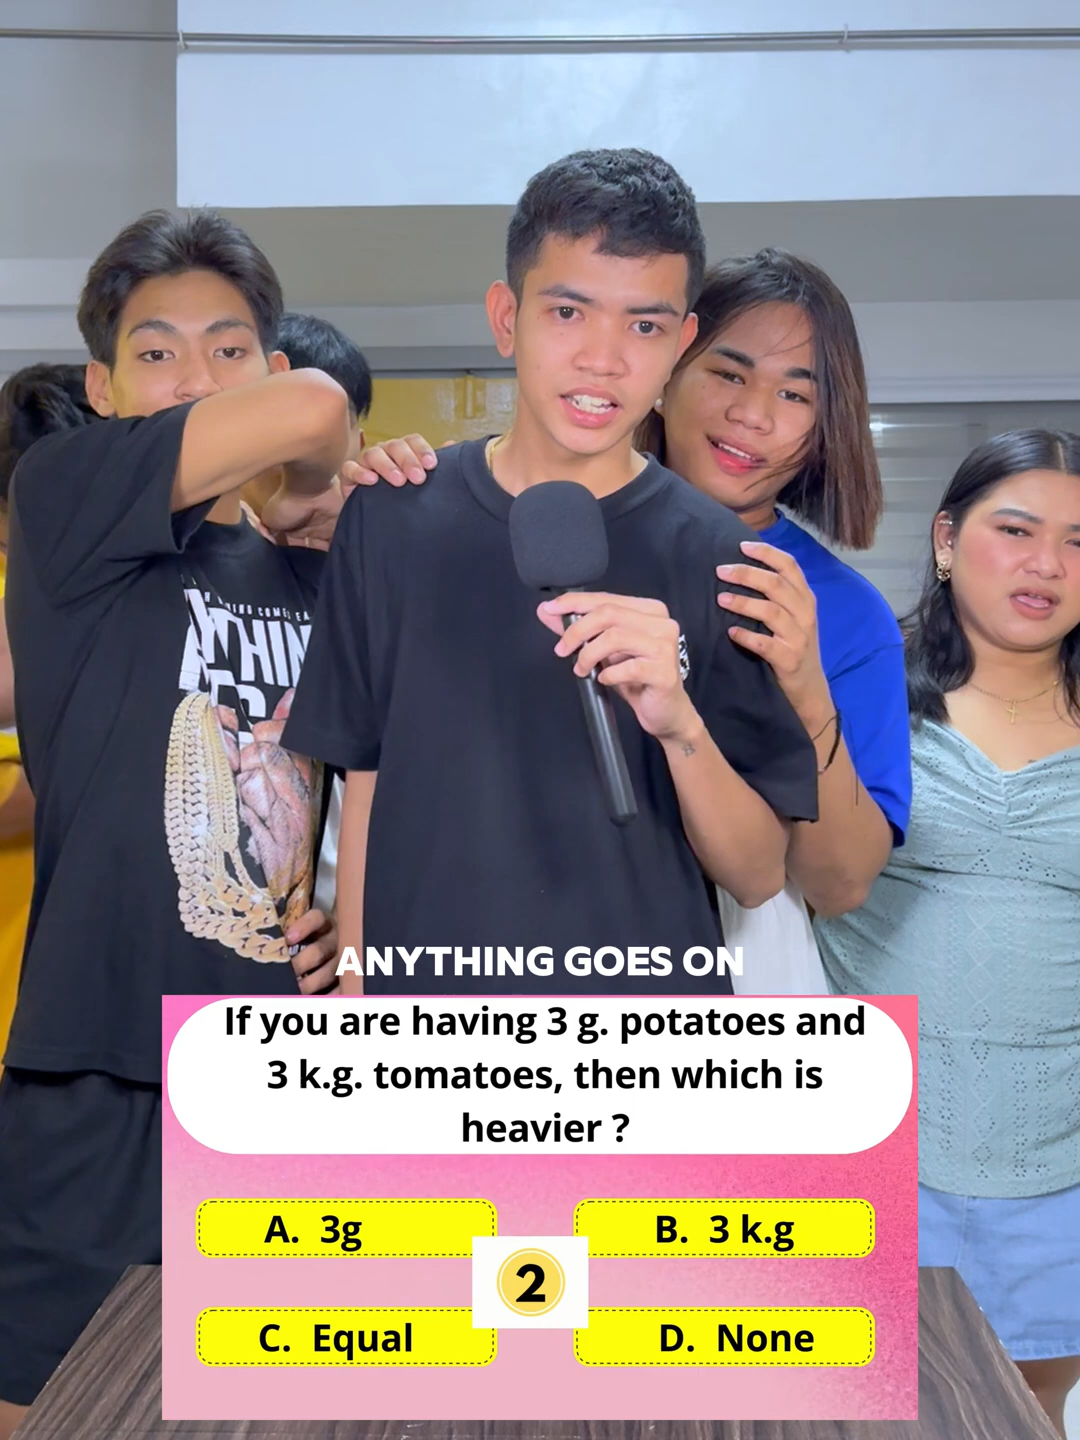 ANYTHING GOES ON
If you are having 3 g. potatoes and
3 k.g. tomatoes, then which is
heavier ?
A. 3g
B. 3 k.g
2
C. Equal
D. None